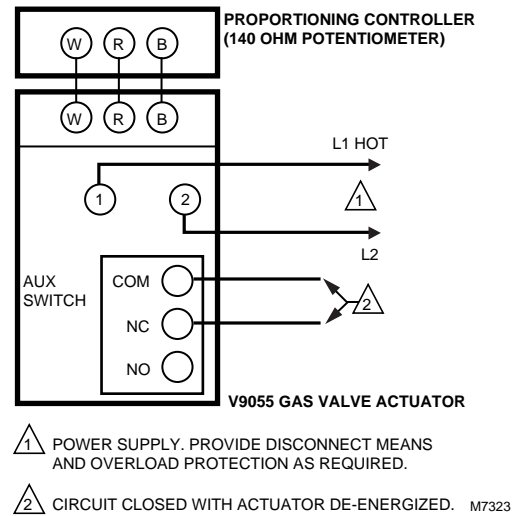 PROPORTIONING CONTROLLER
(140 OHM POTENTIOMETER)
W R B
W R B
L1 HOT
1 2
1
L2
AUX
SWITCH
COM
NC
NO
2
V9055 GAS VALVE ACTUATOR
1 POWER SUPPLY. PROVIDE DISCONNECT MEANS
AND OVERLOAD PROTECTION AS REQUIRED.
2 CIRCUIT CLOSED WITH ACTUATOR DE-ENERGIZED. M7323